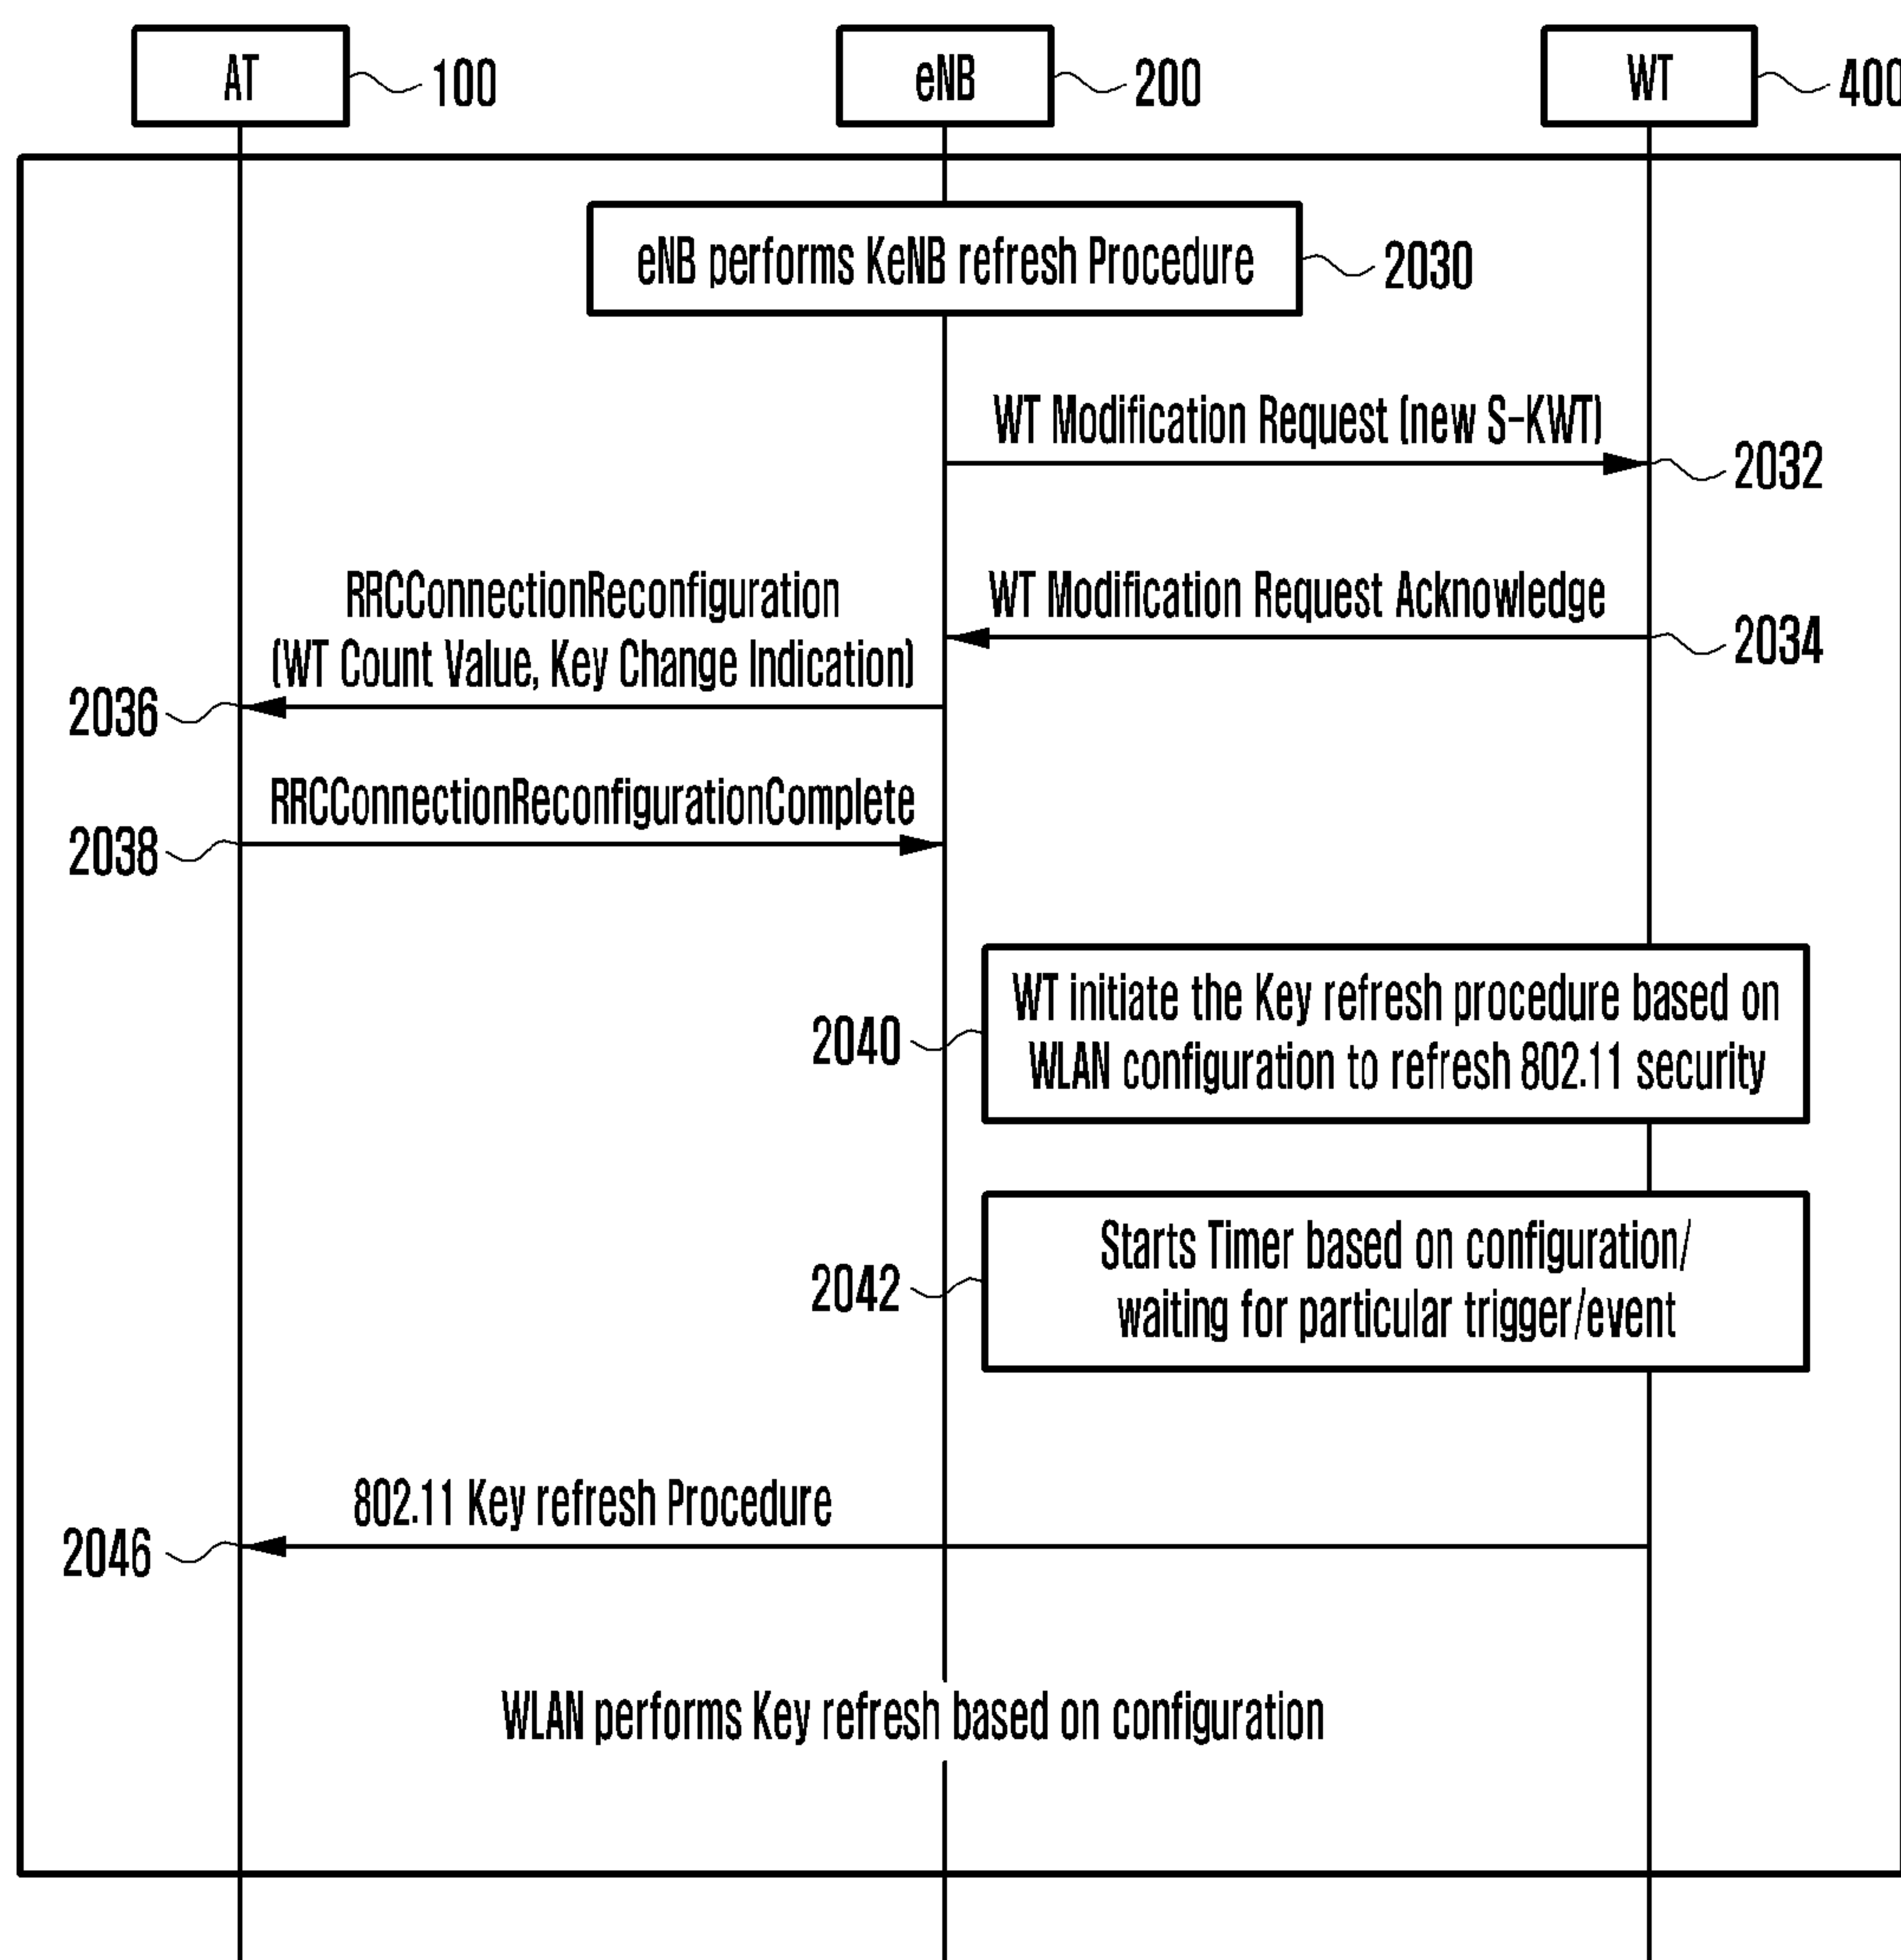 AT
100
eNB
200
WT
400
eNB performs KeNB refresh Procedure
2030
WT Modification Request (new S-KWT)
2032
RRCConnectionReconfiguration
(WT Count Value, Key Change Indication)
2036
WT Modification Request Acknowledge
2034
RRCConnectionReconfigurationComplete
2038
WT initiate the Key refresh procedure based on
WLAN configuration to refresh 802.11 security
2040
Starts Timer based on configuration/
waiting for particular trigger/event
2042
802.11 Key refresh Procedure
2046
WLAN performs Key refresh based on configuration